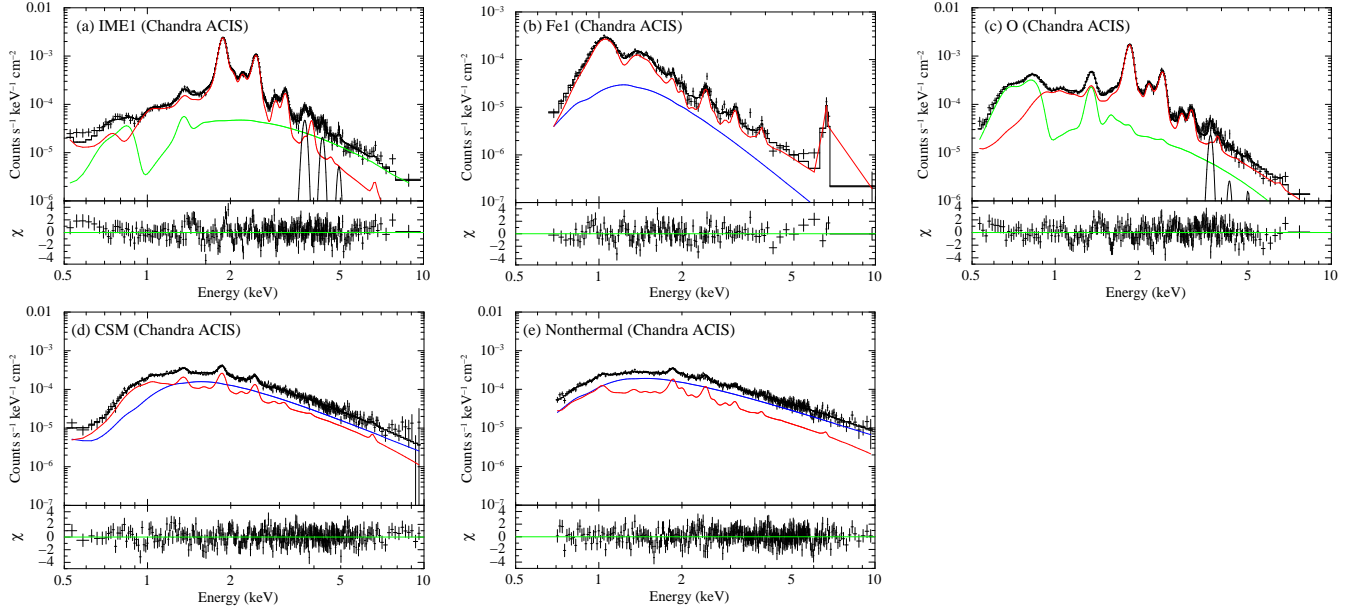 (a) IME1 (Chandra ACIS)
Counts s⁻¹ keV⁻¹ cm⁻²
0.01
10⁻³
10⁻⁴
10⁻⁵
10⁻⁶
χ
4
2
0
−2
−4
0.5 1 2 5 10
Energy (keV)
(b) Fe1 (Chandra ACIS)
Counts s⁻¹ keV⁻¹ cm⁻²
10⁻³
10⁻⁴
10⁻⁵
10⁻⁶
10⁻⁷
χ
4
2
0
−2
−4
0.5 1 2 5 10
Energy (keV)
(c) O (Chandra ACIS)
Counts s⁻¹ keV⁻¹ cm⁻²
0.01
10⁻³
10⁻⁴
10⁻⁵
10⁻⁶
χ
4
2
0
−2
−4
0.5 1 2 5 10
Energy (keV)
(d) CSM (Chandra ACIS)
Counts s⁻¹ keV⁻¹ cm⁻²
0.01
10⁻³
10⁻⁴
10⁻⁵
10⁻⁶
10⁻⁷
χ
4
2
0
−2
−4
0.5 1 2 5 10
Energy (keV)
(e) Nonthermal (Chandra ACIS)
Counts s⁻¹ keV⁻¹ cm⁻²
0.01
10⁻³
10⁻⁴
10⁻⁵
10⁻⁶
10⁻⁷
χ
4
2
0
−2
−4
0.5 1 2 5 10
Energy (keV)